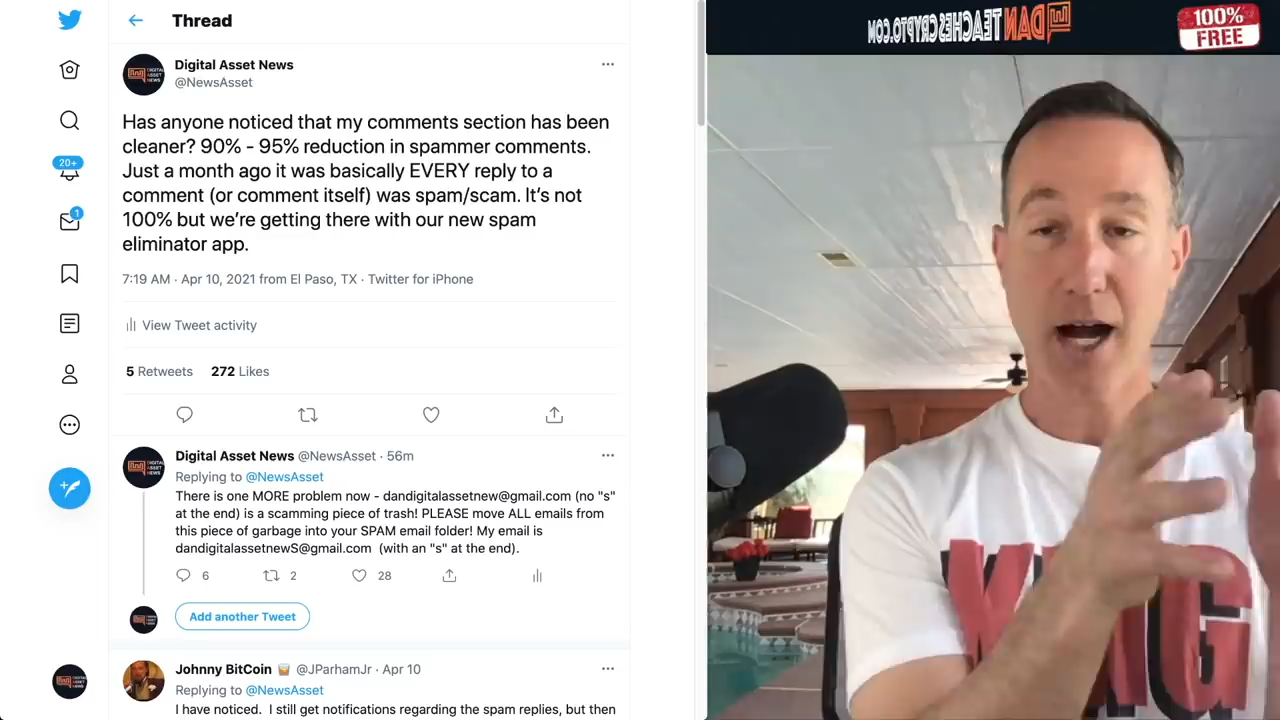 Thread
Digital Asset News
@NewsAsset
Has anyone noticed that my comments section has been
cleaner? 90% - 95% reduction in spammer comments.
Just a month ago it was basically EVERY reply to a
comment (or comment itself) was spam/scam. It's not
100% but we're getting there with our new spam
eliminator app.
7:19 AM · Apr 10, 2021 from El Paso, TX · Twitter for iPhone
View Tweet activity
5 Retweets 272 Likes
Digital Asset News @NewsAsset · 56m
Replying to @NewsAsset
There is one MORE problem now - dandigitalassetnew@gmail.com (no "s"
at the end) is a scamming piece of trash! PLEASE move ALL emails from
this piece of garbage into your SPAM email folder! My email is
dandigitalassetnewS@gmail.com (with an "s" at the end).
6 2 28
Add another Tweet
Johnny BitCoin @JParhamJr · Apr 10
Replying to @NewsAsset
I have noticed. I still get notifications regarding the spam replies, but then
20+
1
DANTEACHESCRYPTO.COM
100%
FREE